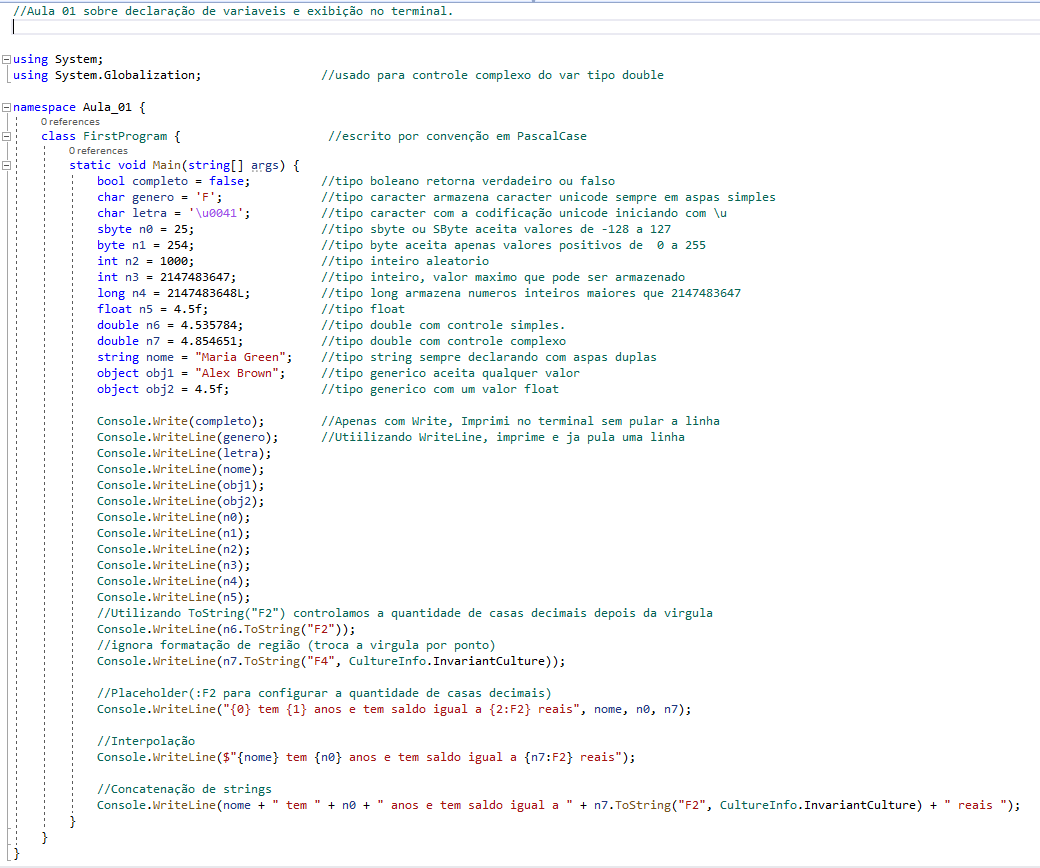 //Aula 01 sobre declaração de variaveis e exibição no terminal.
using System;
using System.Globalization; //usado para controle complexo do var tipo double
namespace Aula_01 {
0 references
class FirstProgram { //escrito por convenção em PascalCase
0 references
static void Main(string[] args) {
bool completo = false; //tipo boleano retorna verdadeiro ou falso
char genero = 'F'; //tipo caracter armazena caracter unicode sempre em aspas simples
char letra = '\u0041'; //tipo caracter com a codificação unicode iniciando com \u
sbyte n0 = 25; //tipo sbyte ou SByte aceita valores de -128 a 127
byte n1 = 254; //tipo byte aceita apenas valores positivos de  0 a 255
int n2 = 1000; //tipo inteiro aleatorio
int n3 = 2147483647; //tipo inteiro, valor maximo que pode ser armazenado
long n4 = 2147483648L; //tipo long armazena numeros inteiros maiores que 2147483647
float n5 = 4.5f; //tipo float
double n6 = 4.535784; //tipo double com controle simples.
double n7 = 4.854651; //tipo double com controle complexo
string nome = "Maria Green"; //tipo string sempre declarando com aspas duplas
object obj1 = "Alex Brown"; //tipo generico aceita qualquer valor
object obj2 = 4.5f; //tipo generico com um valor float
Console.Write(completo); //Apenas com Write, Imprimi no terminal sem pular a linha
Console.WriteLine(genero); //Utiilizando WriteLine, imprime e ja pula uma linha
Console.WriteLine(letra);
Console.WriteLine(nome);
Console.WriteLine(obj1);
Console.WriteLine(obj2);
Console.WriteLine(n0);
Console.WriteLine(n1);
Console.WriteLine(n2);
Console.WriteLine(n3);
Console.WriteLine(n4);
Console.WriteLine(n5);
//Utilizando ToString("F2") controlamos a quantidade de casas decimais depois da virgula
Console.WriteLine(n6.ToString("F2"));
//ignora formatação de região (troca a virgula por ponto)
Console.WriteLine(n7.ToString("F4", CultureInfo.InvariantCulture));
//Placeholder(:F2 para configurar a quantidade de casas decimais)
Console.WriteLine("{0} tem {1} anos e tem saldo igual a {2:F2} reais", nome, n0, n7);
//Interpolação
Console.WriteLine($"{nome} tem {n0} anos e tem saldo igual a {n7:F2} reais");
//Concatenação de strings
Console.WriteLine(nome + " tem " + n0 + " anos e tem saldo igual a " + n7.ToString("F2", CultureInfo.InvariantCulture) + " reais ");
}
}
}